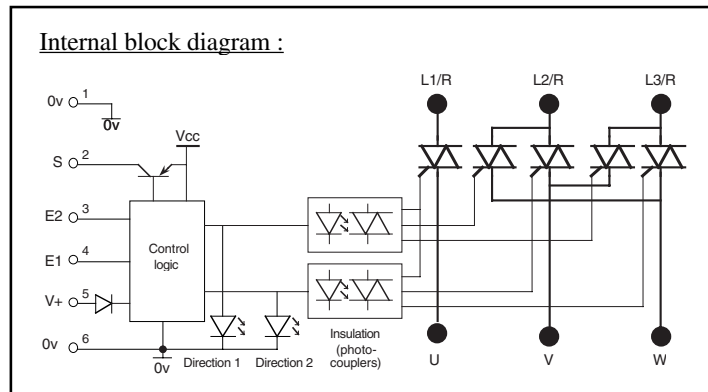 Internal block diagram :
L1/R L2/R L3/R
0v 1
0v
Vcc
S 2
E2 3
E1 4
V+ 5
0v 6
Control
logic
0v
Direction 1 Direction 2
Insulation
(photo-
couplers)
U V W